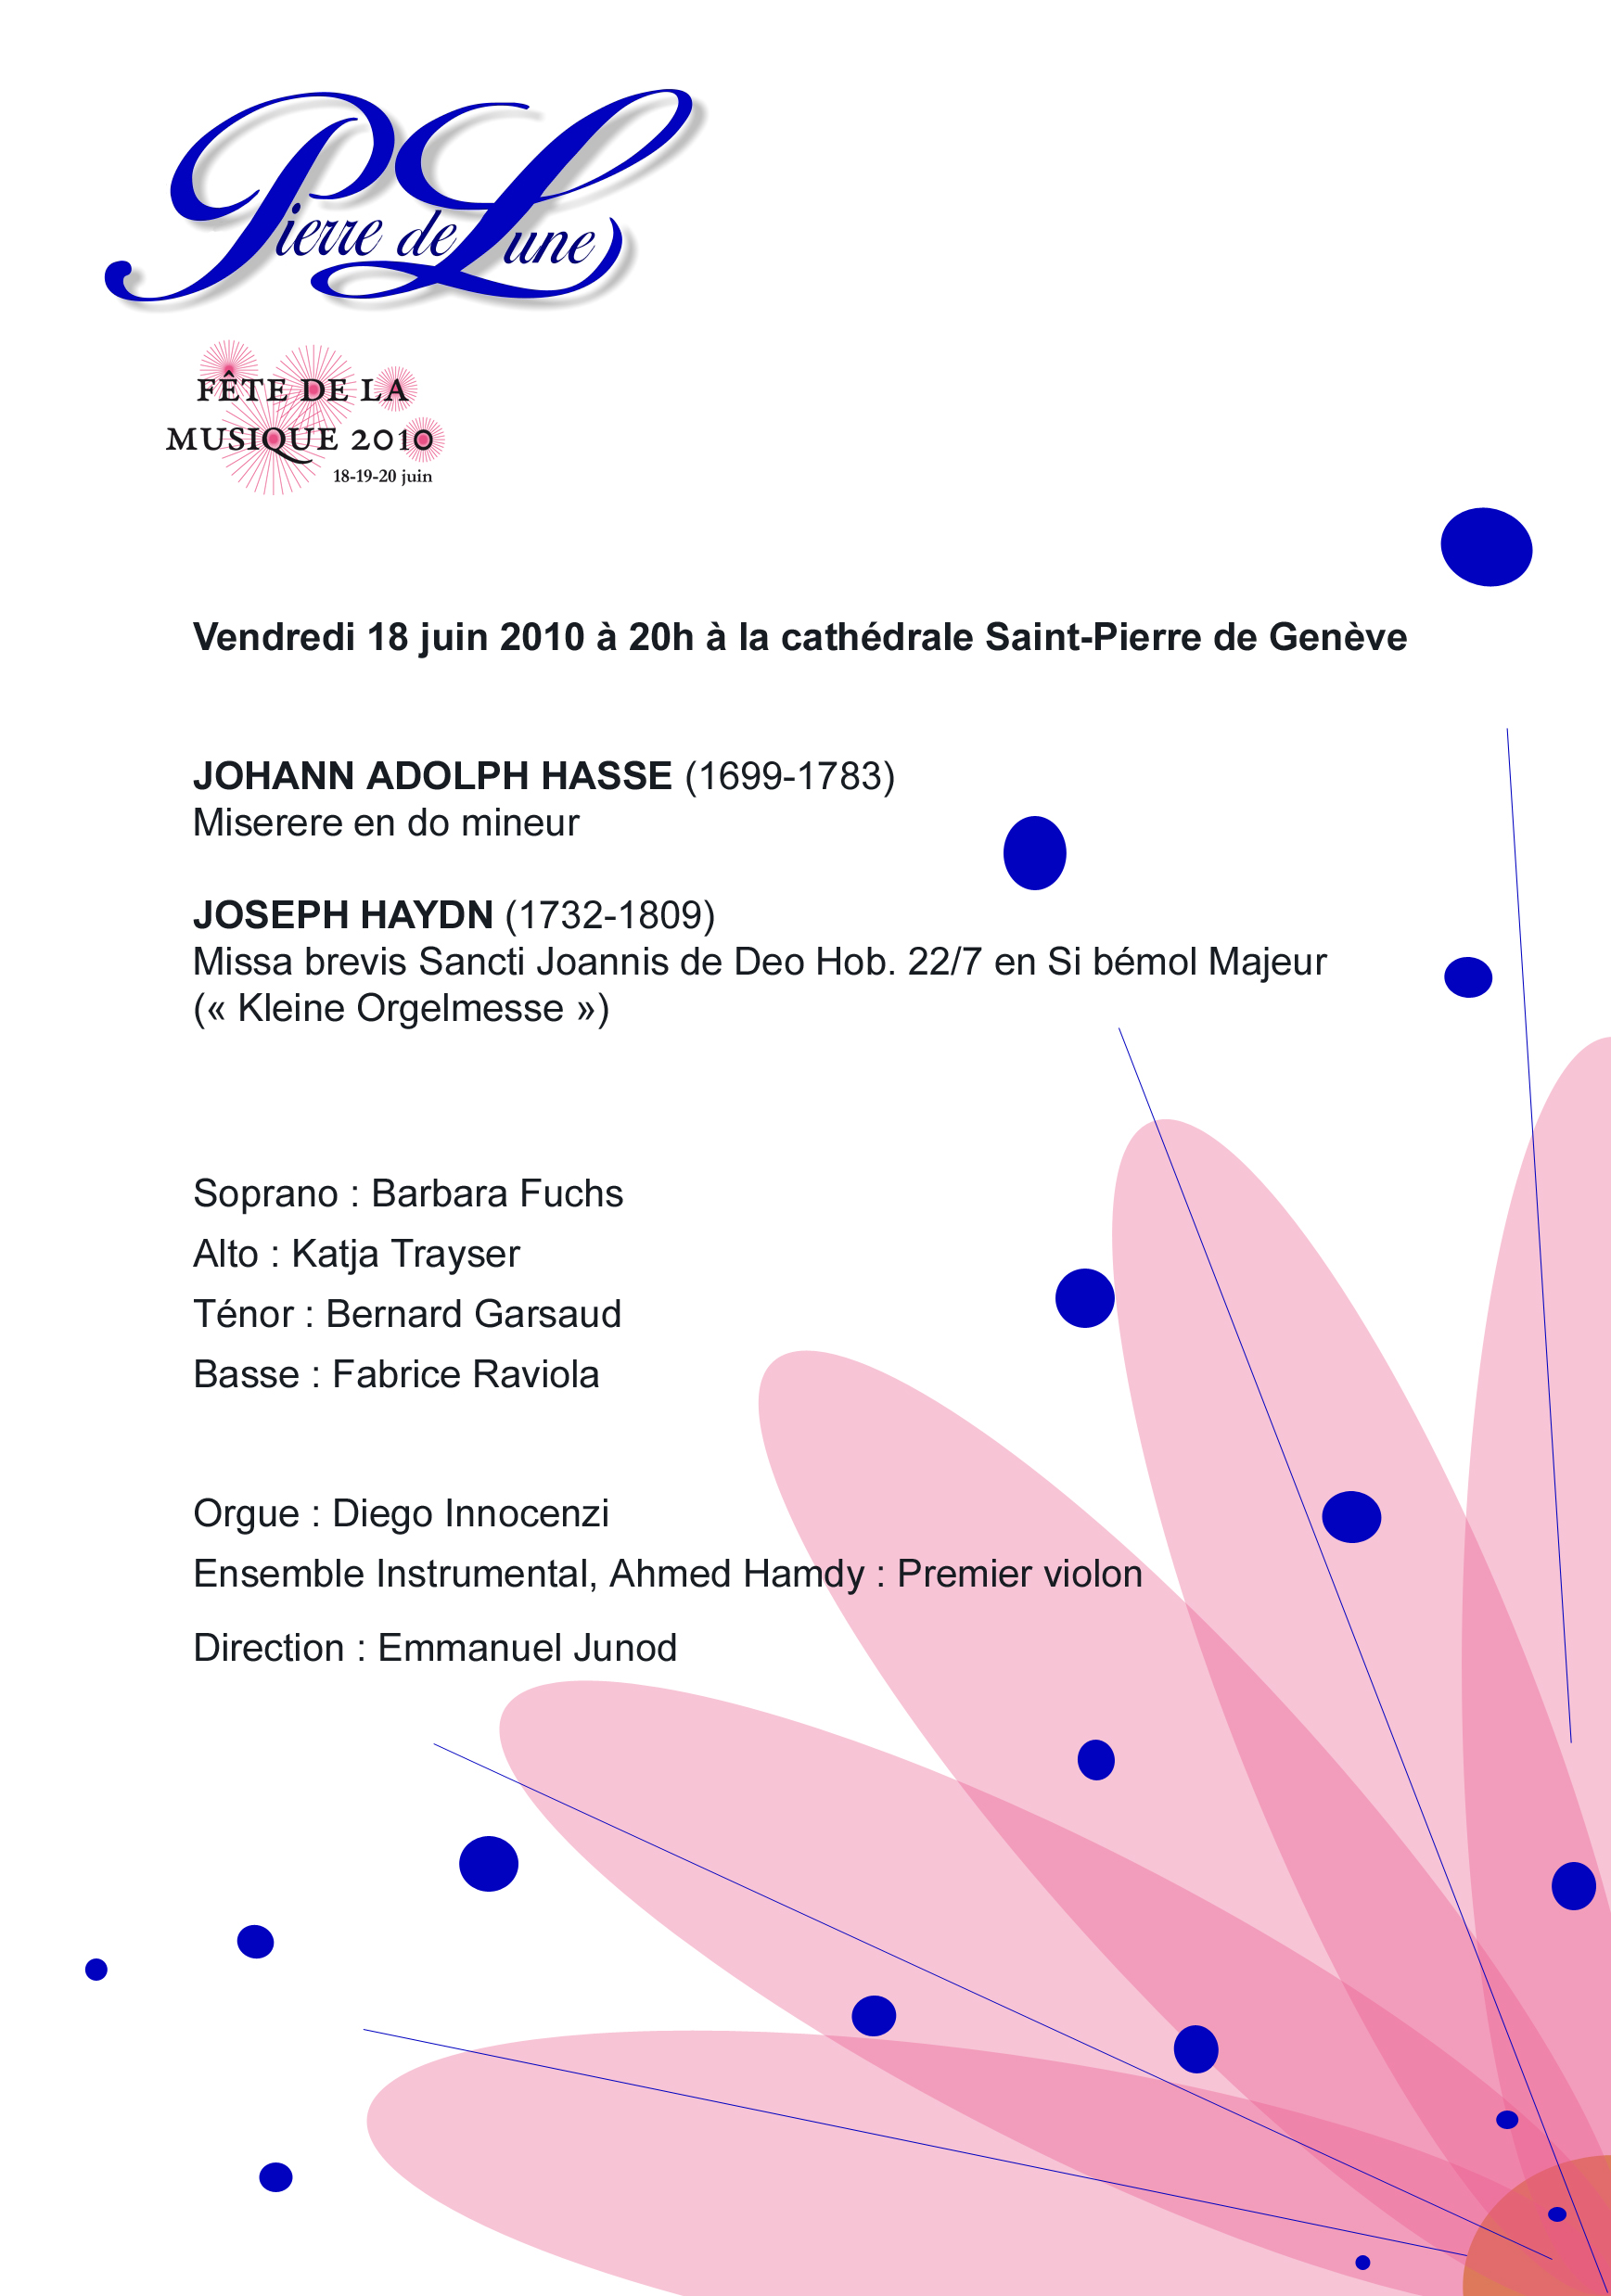 Pierre de Lune
FÊTE DE LA
MUSIQUE 2010
18-19-20 juin
Vendredi 18 juin 2010 à 20h à la cathédrale Saint-Pierre de Genève
JOHANN ADOLPH HASSE (1699-1783)
Miserere en do mineur
JOSEPH HAYDN (1732-1809)
Missa brevis Sancti Joannis de Deo Hob. 22/7 en Si bémol Majeur
(« Kleine Orgelmesse »)
Soprano : Barbara Fuchs
Alto : Katja Trayser
Ténor : Bernard Garsaud
Basse : Fabrice Raviola
Orgue : Diego Innocenzi
Ensemble Instrumental, Ahmed Hamdy : Premier violon
Direction : Emmanuel Junod